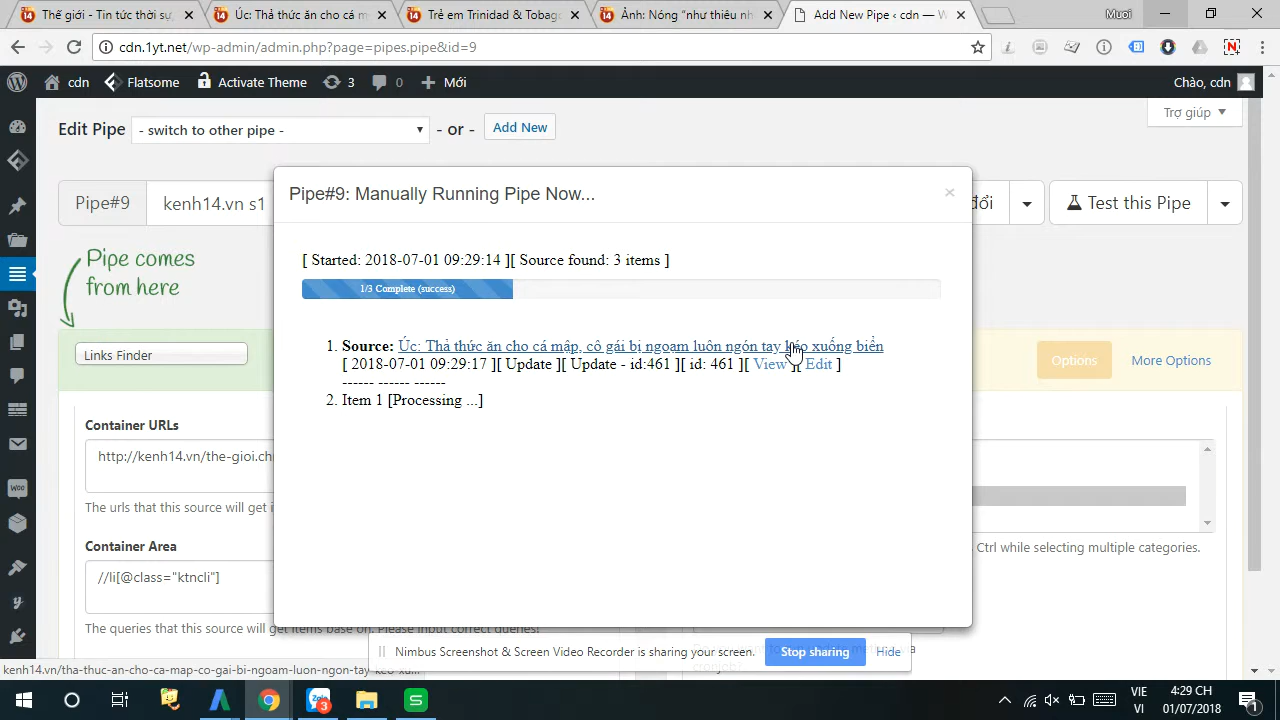 Thế giới - Tin tức thời sự,
Úc: Thả thức ăn cho cá m
Trẻ em Trinidad & Tobago
Ảnh: Nóng "như thiêu nh
Add New Pipe ‹ cdn — W
Muoi
cdn.1yt.net/wp-admin/admin.php?page=pipes.pipe&id=9
cdn
Flatsome
Activate Theme
3
0
Mới
Chào, cdn
Edit Pipe
- switch to other pipe -
- or -
Add New
Trợ giúp
Pipe#9
kenh14.vn s1
Pipe#9: Manually Running Pipe Now...
×
đổi
Test this Pipe
Pipe comes
from here
[ Started: 2018-07-01 09:29:14 ][ Source found: 3 items ]
1/3 Complete (success)
1. Source: Úc: Thả thức ăn cho cá mập, cô gái bị ngoạm luôn ngón tay kéo xuống biển
[ 2018-07-01 09:29:17 ][ Update ][ Update - id:461 ][ id: 461 ][ View ][ Edit ]
------ ------ ------
2. Item 1 [Processing ...]
Links Finder
Options
More Options
Container URLs
http://kenh14.vn/the-gioi.ch
The urls that this source will get i
Ctrl while selecting multiple categories.
Container Area
//li[@class="ktncli"]
The queries that this source will get items base on. Please input correct queries!
Nimbus Screenshot & Screen Video Recorder is sharing your screen.
Stop sharing
Hide
kenh14.vn/tha-thuc-an-cho-ca-map-co-gai-bi-ngoam-luon-ngon-tay-keo-xu...
cronjob?
Woo
Zalo
3
S
VIE
VI
4:29 CH
01/07/2018
1